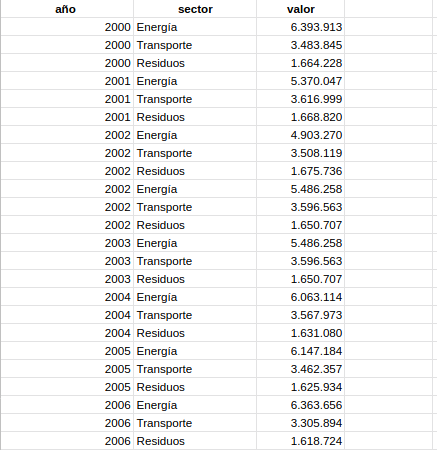 año sector valor
2000 Energía 6.393.913
2000 Transporte 3.483.845
2000 Residuos 1.664.228
2001 Energía 5.370.047
2001 Transporte 3.616.999
2001 Residuos 1.668.820
2002 Energía 4.903.270
2002 Transporte 3.508.119
2002 Residuos 1.675.736
2002 Energía 5.486.258
2002 Transporte 3.596.563
2002 Residuos 1.650.707
2003 Energía 5.486.258
2003 Transporte 3.596.563
2003 Residuos 1.650.707
2004 Energía 6.063.114
2004 Transporte 3.567.973
2004 Residuos 1.631.080
2005 Energía 6.147.184
2005 Transporte 3.462.357
2005 Residuos 1.625.934
2006 Energía 6.363.656
2006 Transporte 3.305.894
2006 Residuos 1.618.724